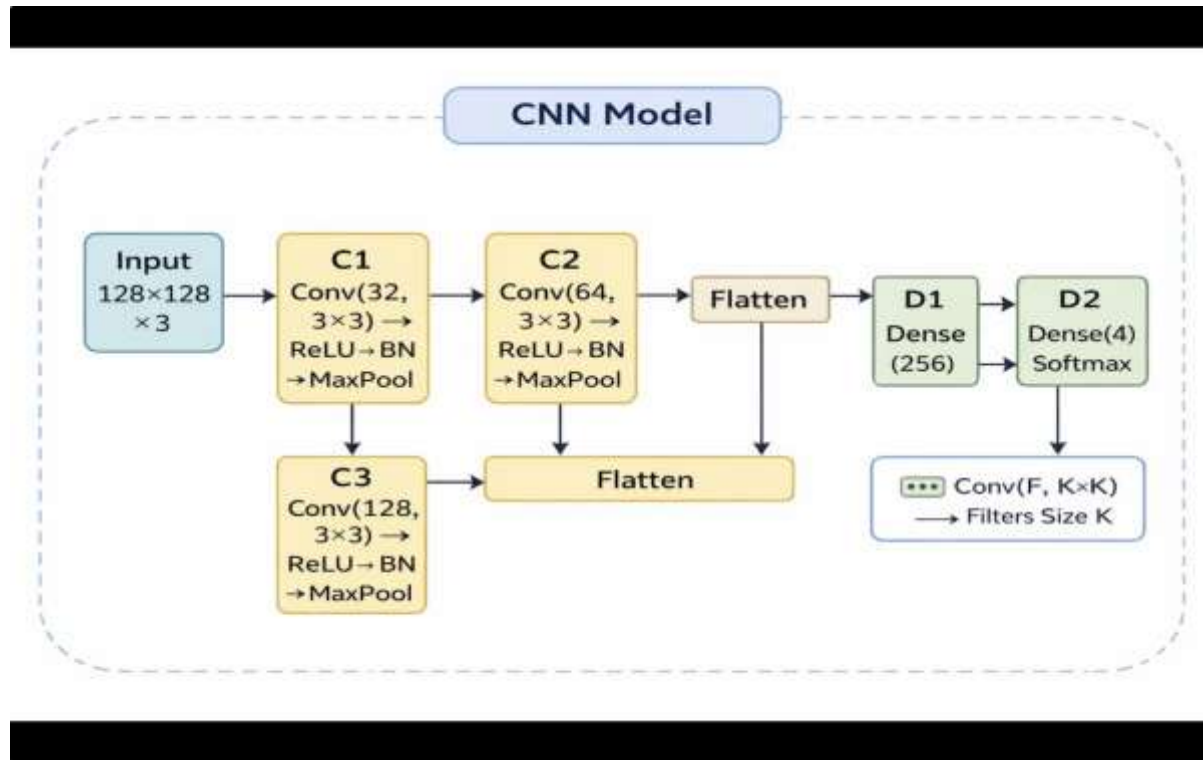 CNN Model
Input
128×128
×3
C1
Conv(32,
3×3) →
ReLU→BN
→MaxPool
C2
Conv(64,
3×3) →
ReLU→BN
→MaxPool
Flatten
D1
Dense
(256)
D2
Dense(4)
Softmax
C3
Conv(128,
3×3) →
ReLU→BN
→MaxPool
Flatten
Conv(F, K×K)
Filters Size K